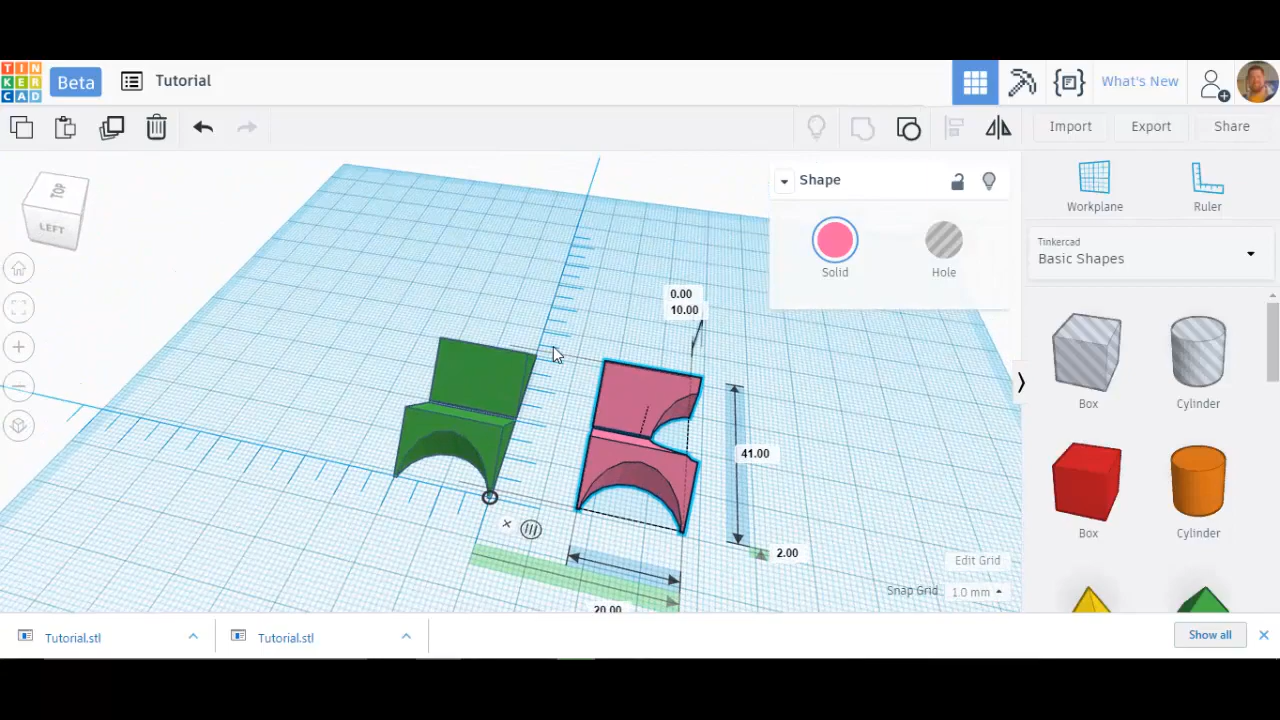 TIN
KER
CAD
Beta
Tutorial
What's New
Import
Export
Share
TOP
LEFT
Shape
Solid
Hole
Workplane
Ruler
Tinkercad
Basic Shapes
0.00
10.00
41.00
2.00
20.00
Box
Cylinder
Box
Cylinder
Edit Grid
Snap Grid
1.0 mm
Tutorial.stl
Tutorial.stl
Show all